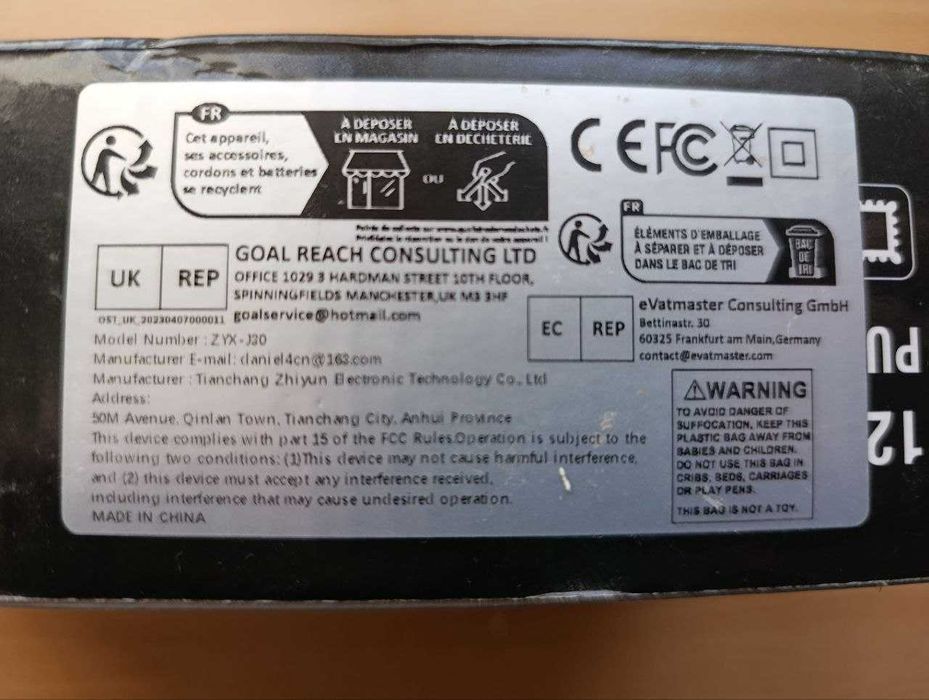 FR
Cet appareil,
ses accessoires,
cordons et batteries
se recyclent
À DÉPOSER
EN MAGASIN
OU
À DÉPOSER
EN DÉCHÈTERIE
CE FC
FR
ÉLÉMENTS D'EMBALLAGE
À SÉPARER ET À DÉPOSER
DANS LE BAC DE TRI
BAC
DE
TRI
UK REP
GOAL REACH CONSULTING LTD
OFFICE 1029 3 HARDMAN STREET 10TH FLOOR,
SPINNINGFIELDS MANCHESTER,UK M3 3HF
OST_UK_20230407000011 goalservice@hotmail.com
EC REP
eVatmaster Consulting GmbH
Bettinastr. 30
60325 Frankfurt am Main,Germany
contact@evatmaster.com
Model Number : ZYX-J30
Manufacturer E-mail: daniel4cn@163.com
Manufacturer : Tianchang Zhiyun Electronic Technology Co., Ltd
Address:
50M Avenue, Qinlan Town, Tianchang City, Anhui Province
This device complies with part 15 of the FCC Rules.Operation is subject to the
following two conditions: (1)This device may not cause harmful interference,
and (2) this device must accept any interference received,
including interference that may cause undesired operation.
MADE IN CHINA
WARNING
TO AVOID DANGER OF
SUFFOCATION, KEEP THIS
PLASTIC BAG AWAY FROM
BABIES AND CHILDREN.
DO NOT USE THIS BAG IN
CRIBS, BEDS, CARRIAGES
OR PLAY PENS.
THIS BAG IS NOT A TOY.
12
PU